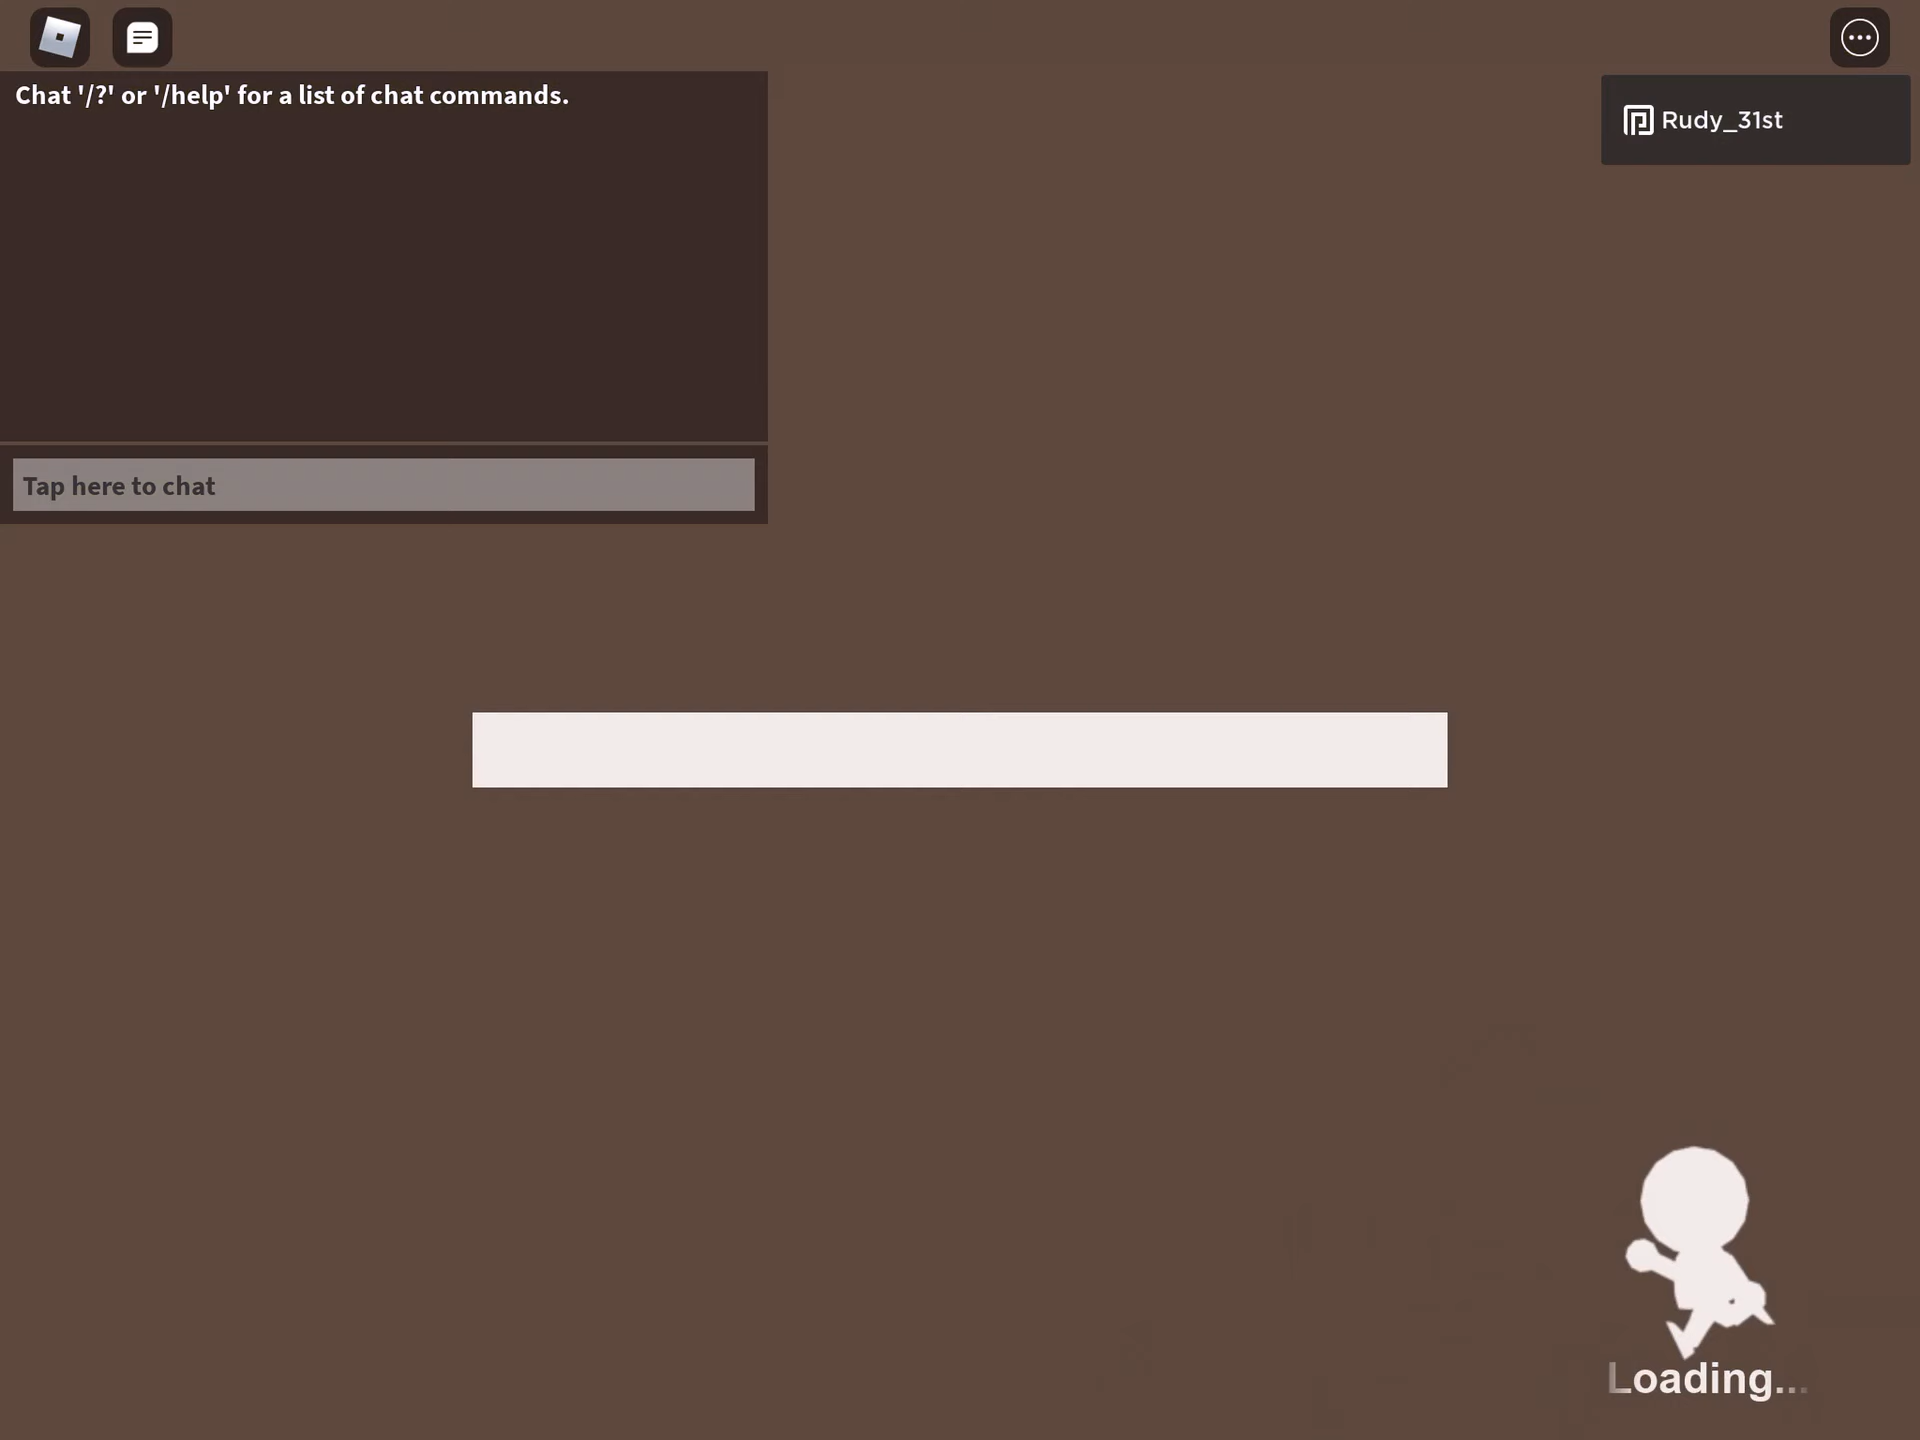 Chat '/?' or '/help' for a list of chat commands.
Rudy_31st
Tap here to chat
Loading...